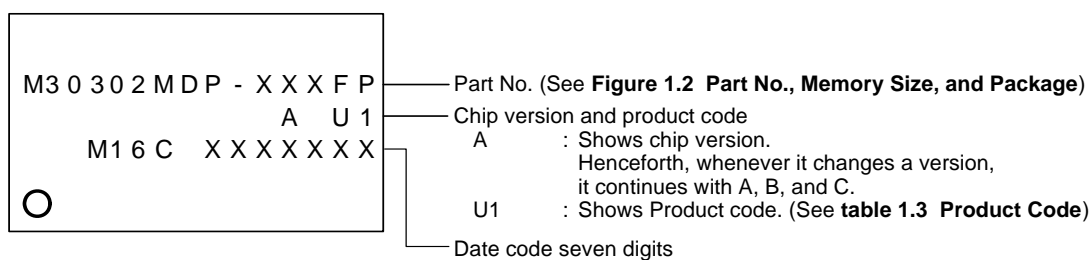 M30302MDP-XXXFP
A U1
M16C XXXXXXX
Part No. (See Figure 1.2 Part No., Memory Size, and Package)
Chip version and product code
A : Shows chip version.
Henceforth, whenever it changes a version,
it continues with A, B, and C.
U1 : Shows Product code. (See table 1.3 Product Code)
Date code seven digits